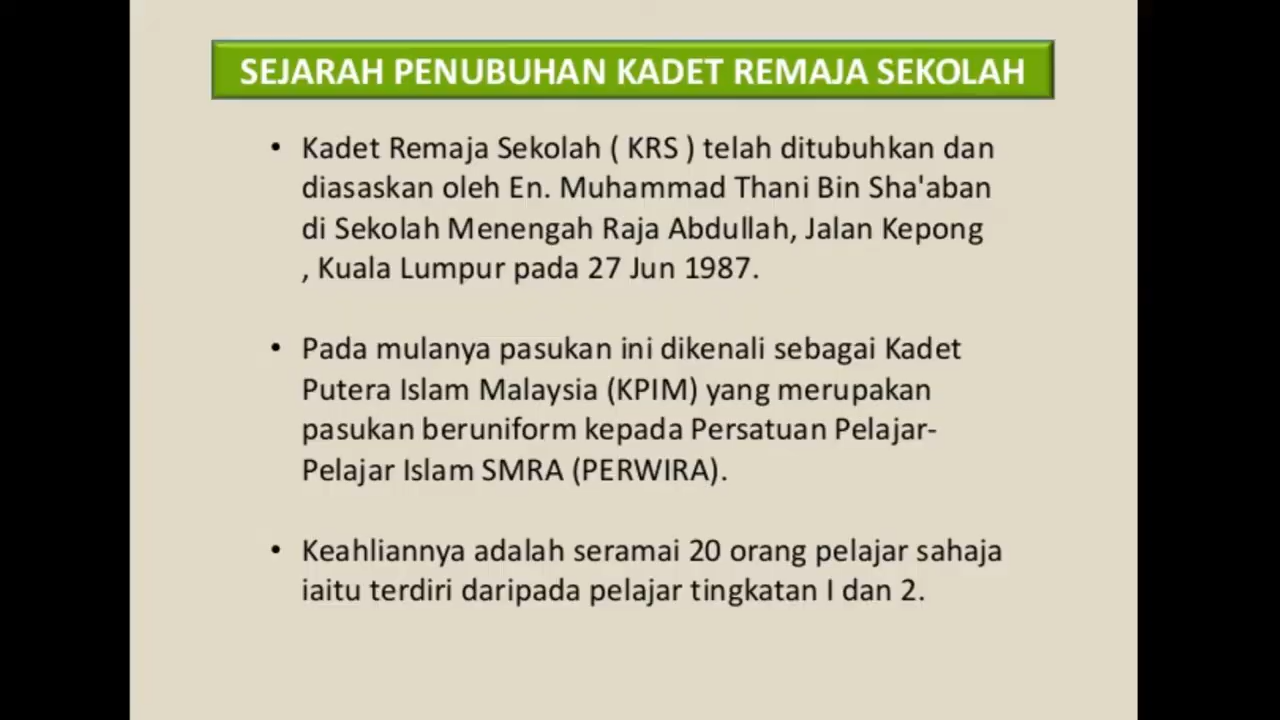 SEJARAH PENUBUHAN KADET REMAJA SEKOLAH
• Kadet Remaja Sekolah ( KRS ) telah ditubuhkan dan
diasaskan oleh En. Muhammad Thani Bin Sha'aban
di Sekolah Menengah Raja Abdullah, Jalan Kepong
, Kuala Lumpur pada 27 Jun 1987.
• Pada mulanya pasukan ini dikenali sebagai Kadet
Putera Islam Malaysia (KPIM) yang merupakan
pasukan beruniform kepada Persatuan Pelajar-
Pelajar Islam SMRA (PERWIRA).
• Keahliannya adalah seramai 20 orang pelajar sahaja
iaitu terdiri daripada pelajar tingkatan I dan 2.